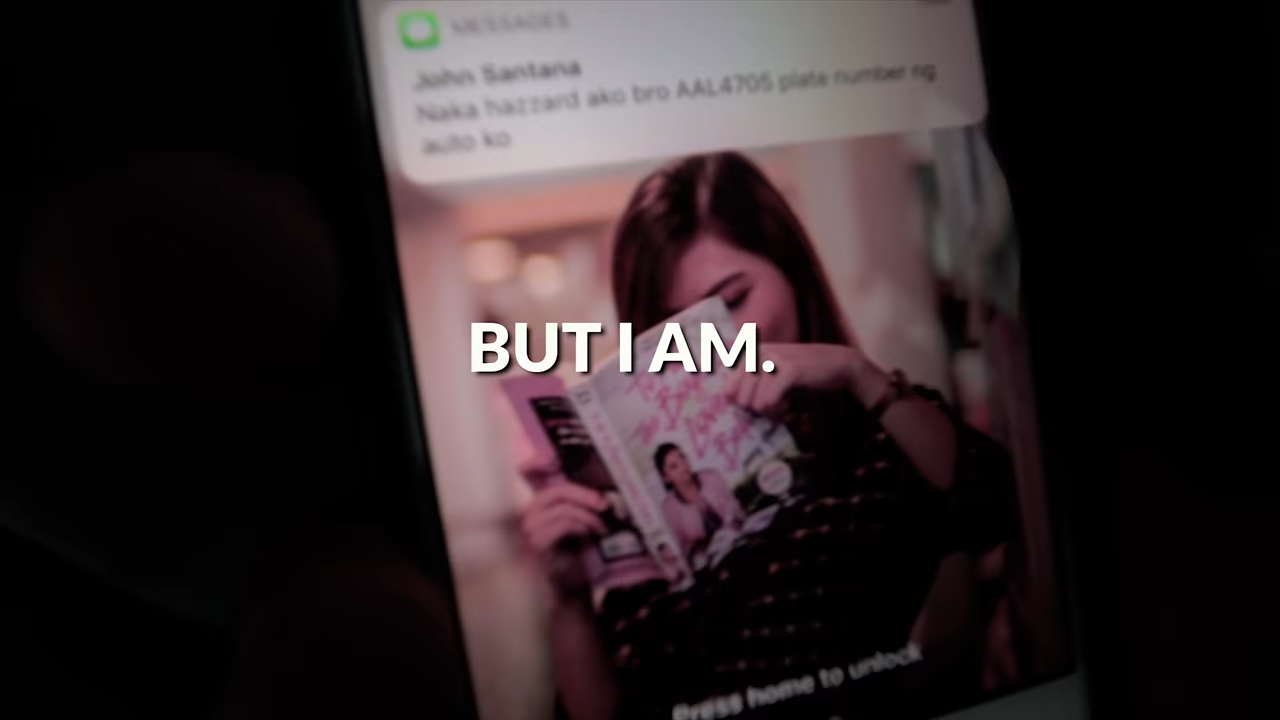 MESSAGES
John Santana
Naka hazzard ako bro AAL4705 plate number ng
auto ko
BUT I AM.
Press home to unlock